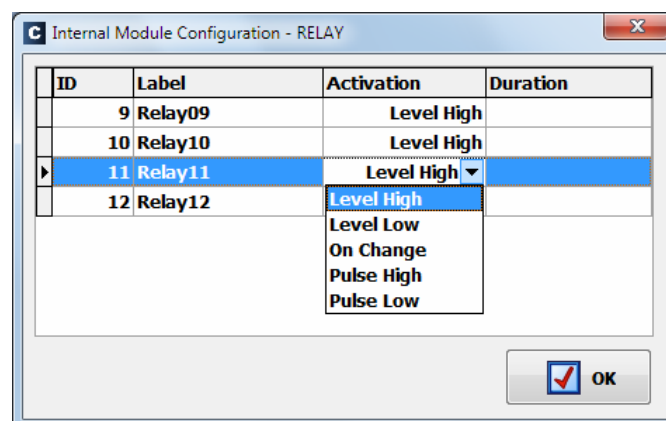 C Internal Module Configuration - RELAY
ID Label Activation Duration
9 Relay09 Level High
10 Relay10 Level High
11 Relay11 Level High
12 Relay12
Level High
Level Low
On Change
Pulse High
Pulse Low
OK